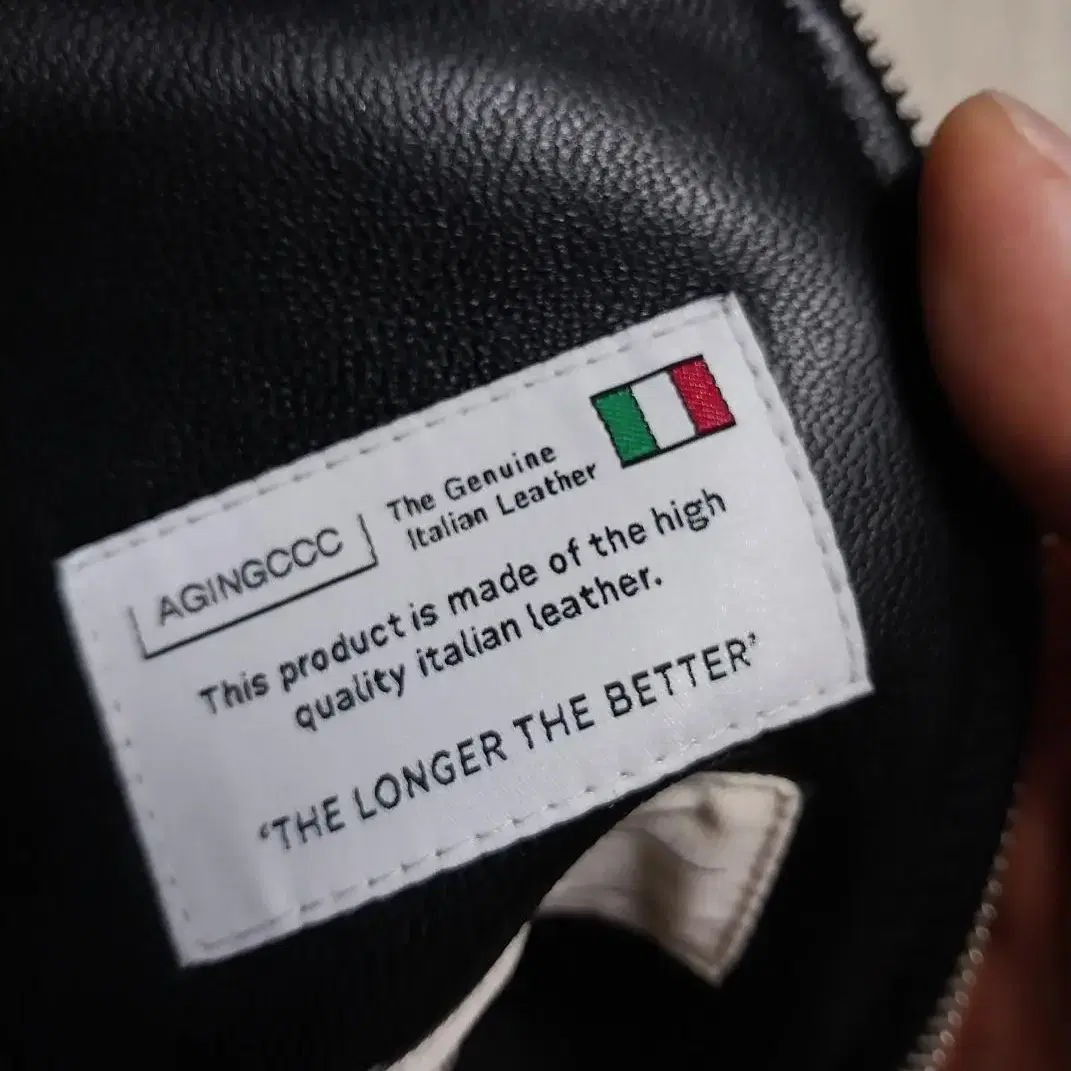 AGINGCCC
The Genuine
Italian Leather
This product is made of the high
quality italian leather.
‘THE LONGER THE BETTER’